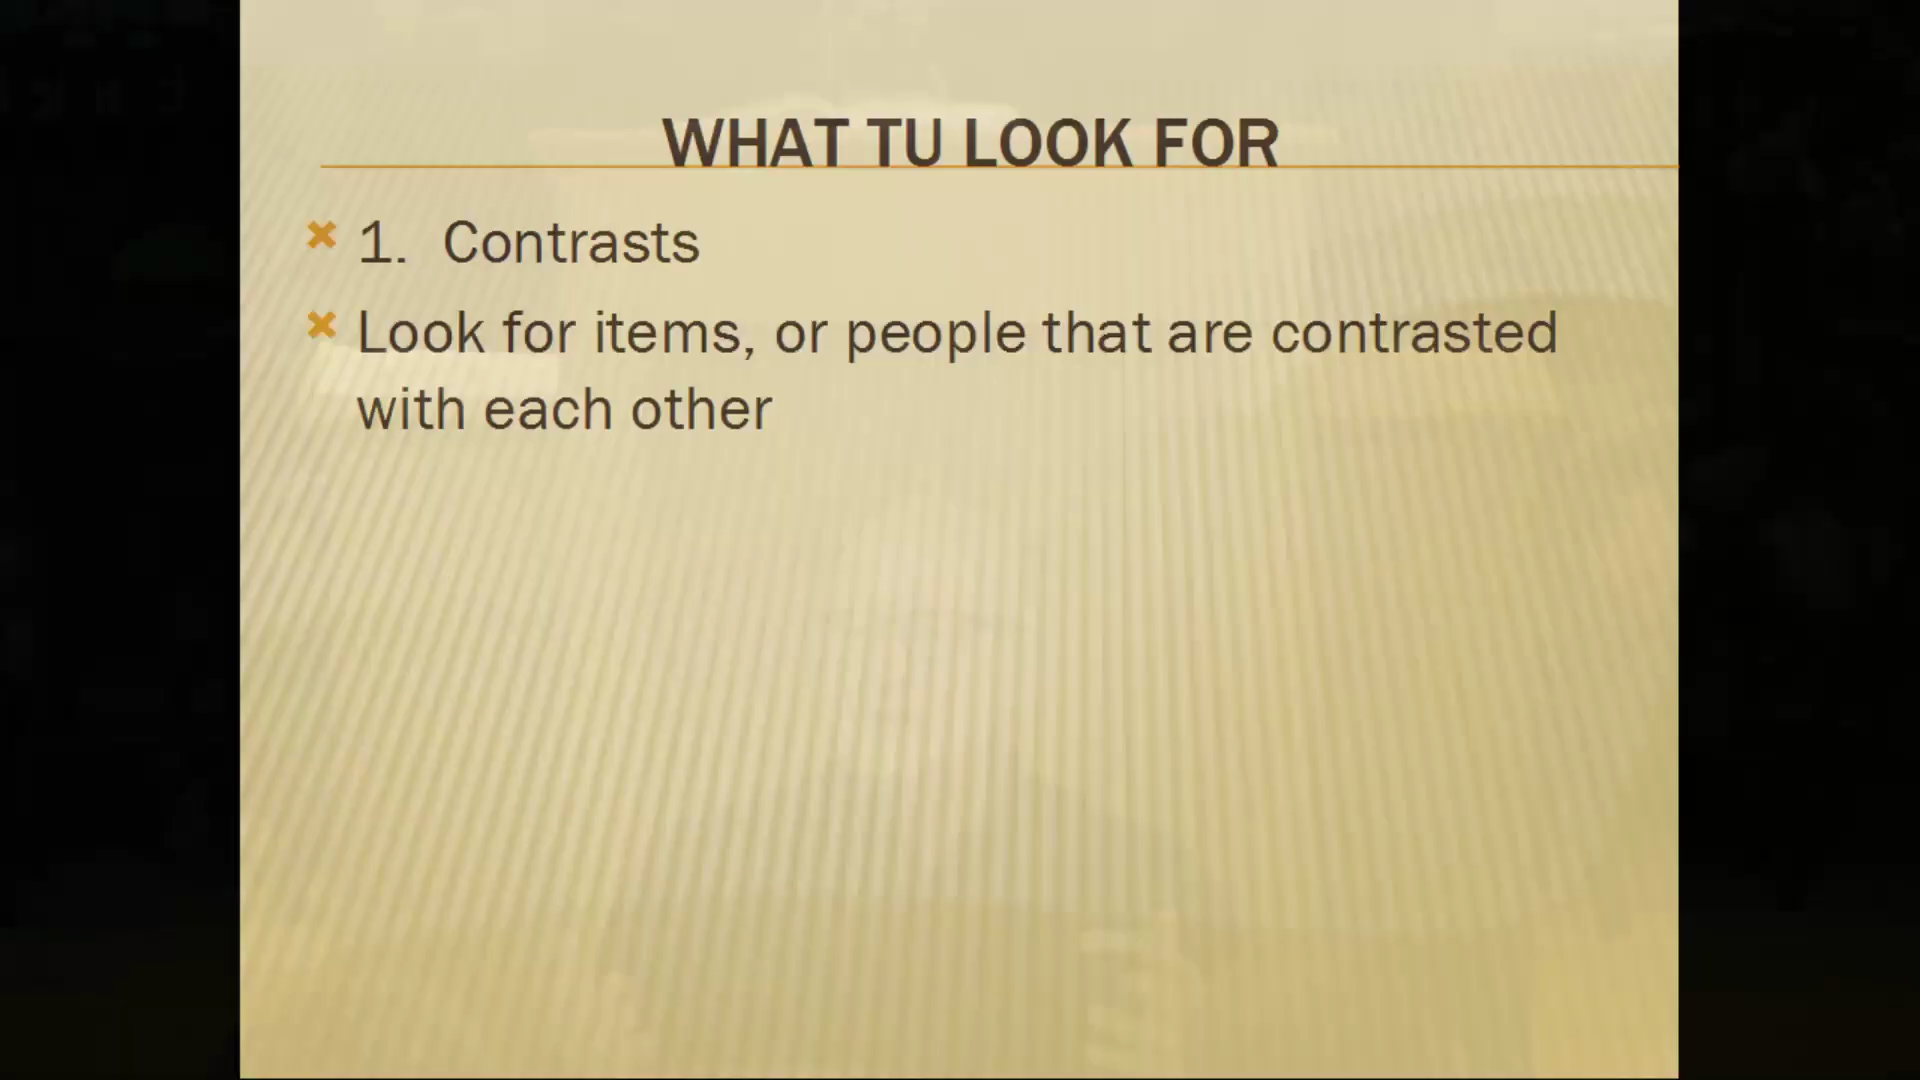 WHAT TU LOOK FOR
1. Contrasts
Look for items, or people that are contrasted
with each other